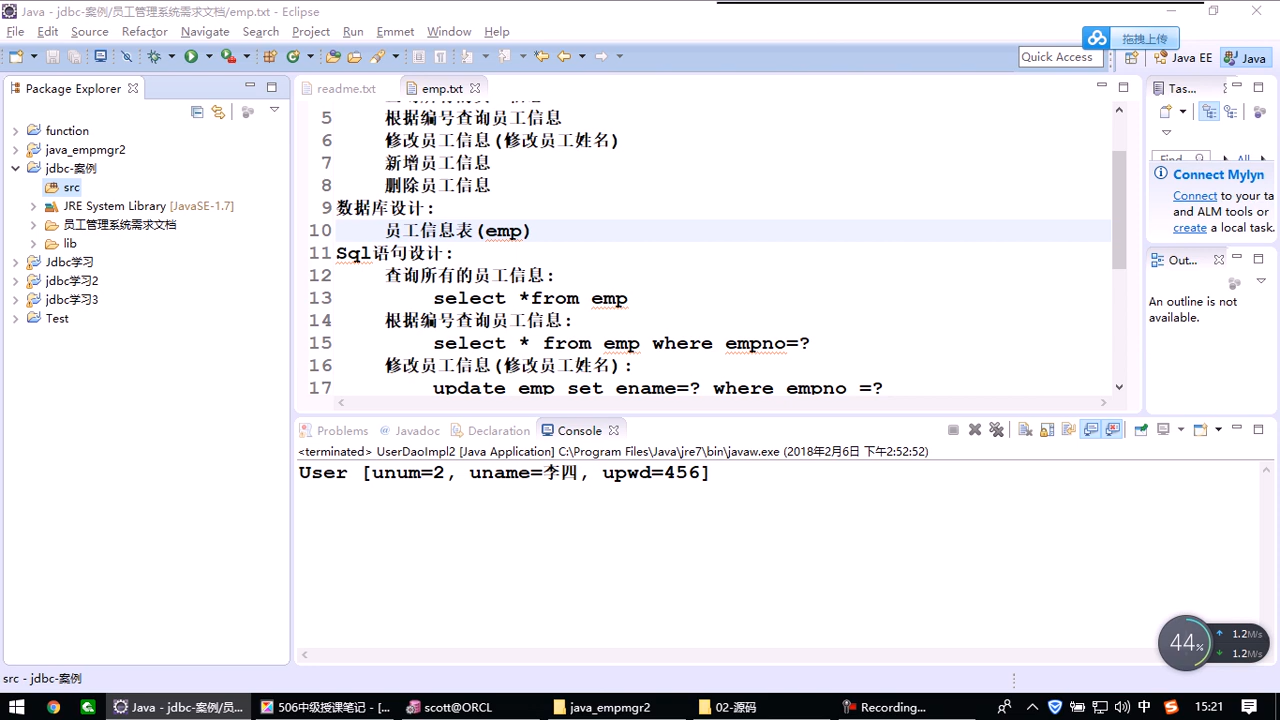 Java - jdbc-案例/员工管理系统需求文档/emp.txt - Eclipse
File Edit Source Refactor Navigate Search Project Run Emmet Window Help
拖拽上传
Quick Access
Java EE
Java
Package Explorer
readme.txt
emp.txt
Tas...
function
java_empmgr2
jdbc-案例
src
JRE System Library [JavaSE-1.7]
员工管理系统需求文档
lib
Jdbc学习
jdbc学习2
jdbc学习3
Test
5 根据编号查询员工信息
6 修改员工信息(修改员工姓名)
7 新增员工信息
8 删除员工信息
9 数据库设计:
10 员工信息表(emp)
11 Sql语句设计:
12 查询所有的员工信息:
13 select *from emp
14 根据编号查询员工信息:
15 select * from emp where empno=?
16 修改员工信息(修改员工姓名):
17 update emp set ename=? where empno =?
Find
All
Connect Mylyn
Connect to your ta
and ALM tools or
create a local task.
Out...
An outline is not
available.
Problems
@ Javadoc
Declaration
Console
<terminated> UserDaoImpl2 [Java Application] C:\Program Files\Java\jre7\bin\javaw.exe (2018年2月6日 下午2:52:52)
User [unum=2, uname=李四, upwd=456]
44%
1.2M/s
1.2M/s
src - jdbc-案例
Java - jdbc-案例/员...
506中级授课笔记 - [...
scott@ORCL
java_empmgr2
02-源码
Recording...
中
15:21